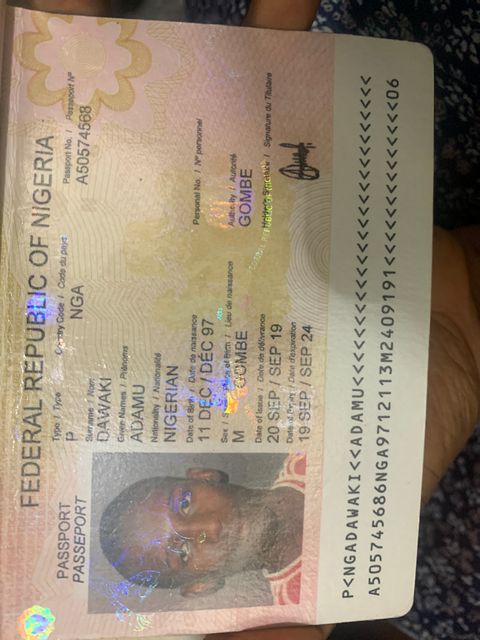 FEDERAL REPUBLIC OF NIGERIA
PASSPORT
PASSEPORT
Type / Type Country Code / Code du pays Passport No. / Passeport Nº
P NGA A50574568
Surname / Nom
DAWAKI
Given Names / Prénoms
ADAMU
Nationality / Nationalité
NIGERIAN
Date of Birth / Date de naissance Personal No. / Nº personnel
11 DEC / DÉC 97
Sex / Place of Birth / Lieu de naissance Authority / Autorité
M GOMBE GOMBE
Date of Issue / Date de délivrance Holder's Signature / Signature du Titulaire
20 SEP / SEP 19
Date of Expiry / Date d'expiration
19 SEP / SEP 24
P<NGADAWAKI<<ADAMU<<<<<<<<<<<<<<<<<<<<<<<<<<
A505745686NGA9712113M2409191<<<<<<<<<<<<<<06